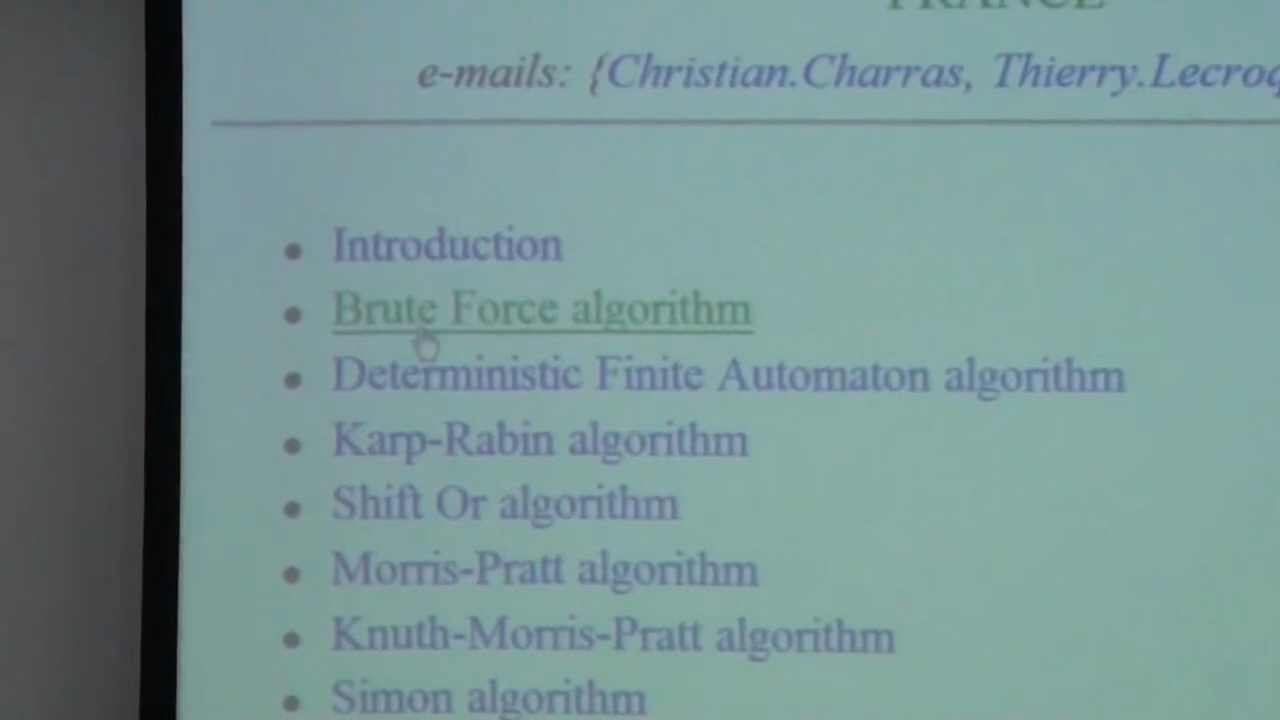 FRANCE
e-mails: {Christian.Charras, Thierry.Lecroq
Introduction
Brute Force algorithm
Deterministic Finite Automaton algorithm
Karp-Rabin algorithm
Shift Or algorithm
Morris-Pratt algorithm
Knuth-Morris-Pratt algorithm
Simon algorithm